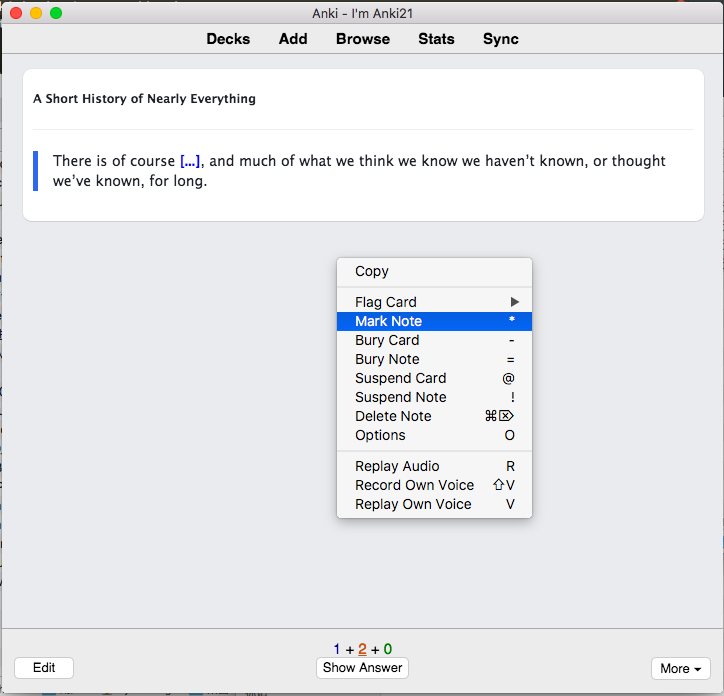 Anki - I'm Anki21
Decks Add Browse Stats Sync
A Short History of Nearly Everything
There is of course [...], and much of what we think we know we haven’t known, or thought
we’ve known, for long.
Copy
Flag Card ▶
Mark Note *
Bury Card -
Bury Note =
Suspend Card @
Suspend Note !
Delete Note ⌘⌦
Options O
Replay Audio R
Record Own Voice ⇧V
Replay Own Voice V
1 + 2 + 0
Edit Show Answer More